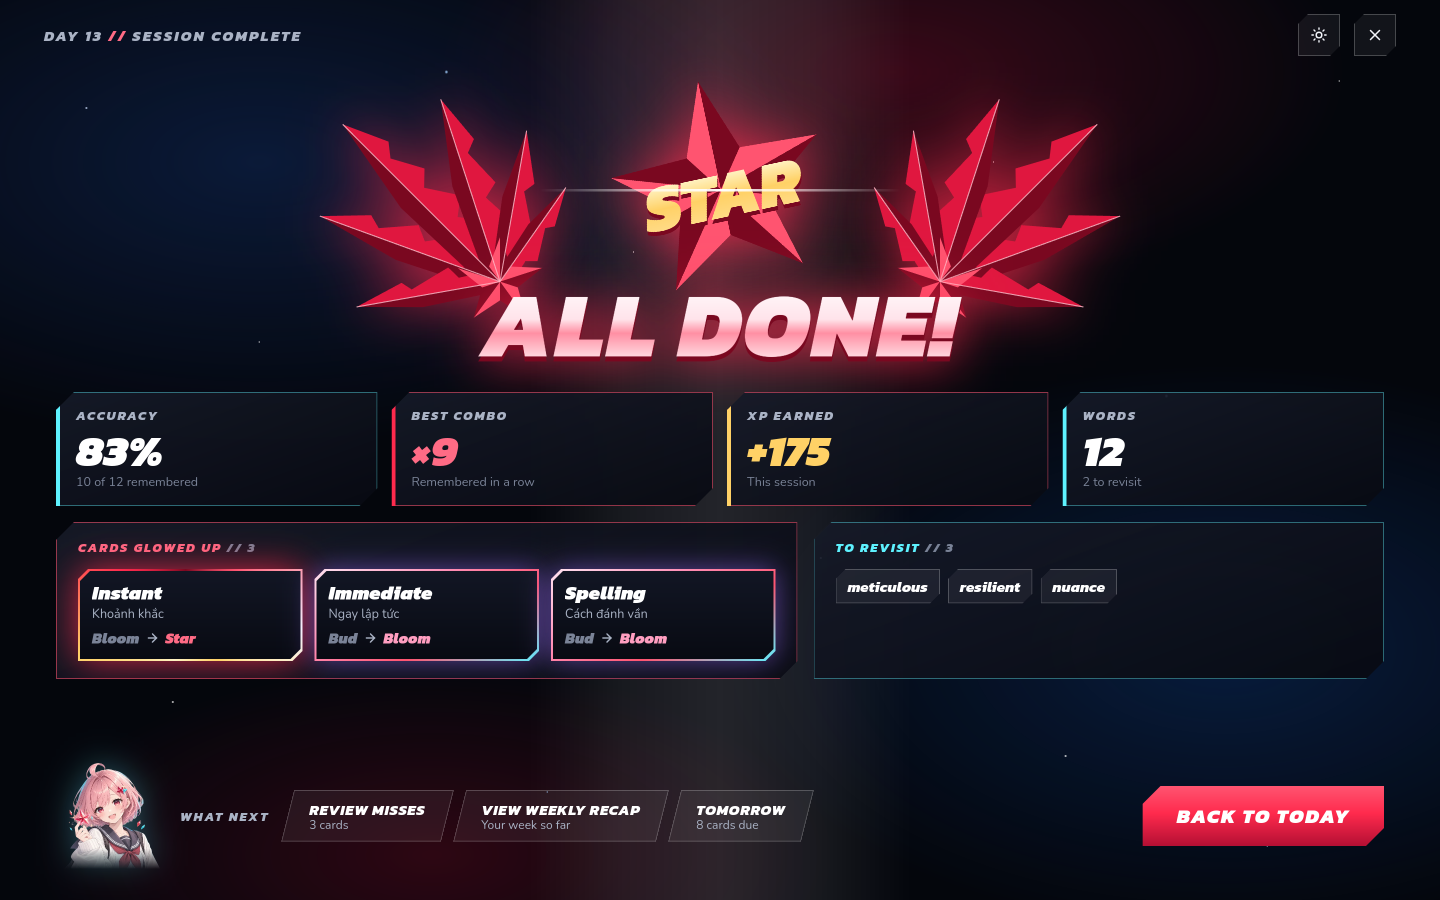 DAY 13 // SESSION COMPLETE
STAR
ALL DONE!
ACCURACY
83%
10 of 12 remembered
BEST COMBO
×9
Remembered in a row
XP EARNED
+175
This session
WORDS
12
2 to revisit
CARDS GLOWED UP // 3
Instant
Khoảnh khắc
Bloom → Star
Immediate
Ngay lập tức
Bud → Bloom
Spelling
Cách đánh vần
Bud → Bloom
TO REVISIT // 3
meticulous
resilient
nuance
WHAT NEXT
REVIEW MISSES
3 cards
VIEW WEEKLY RECAP
Your week so far
TOMORROW
8 cards due
BACK TO TODAY